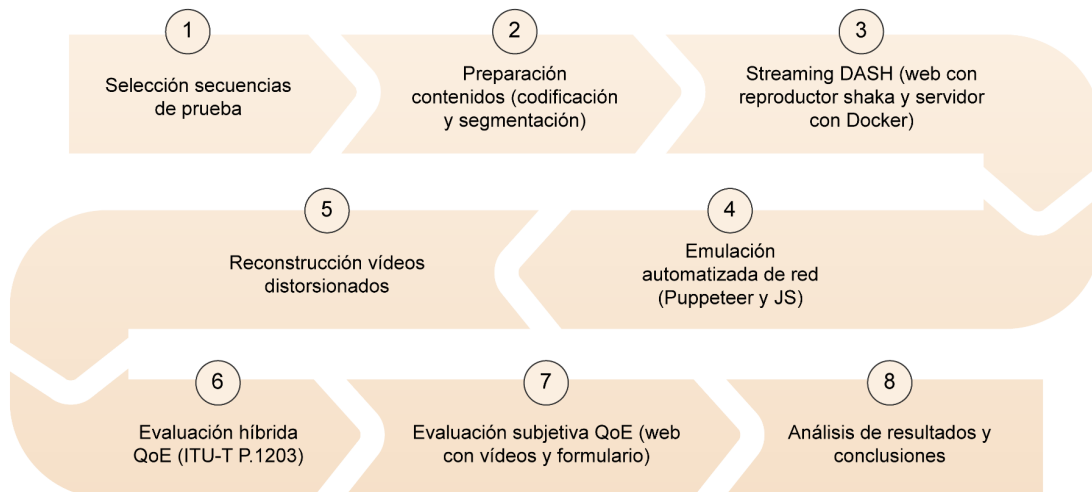 1
Selección secuencias
de prueba
2
Preparación
contenidos (codificación
y segmentación)
3
Streaming DASH (web con
reproductor shaka y servidor
con Docker)
4
Emulación
automatizada de red
(Puppeteer y JS)
5
Reconstrucción vídeos
distorsionados
6
Evaluación híbrida
QoE (ITU-T P.1203)
7
Evaluación subjetiva QoE (web
con vídeos y formulario)
8
Análisis de resultados y
conclusiones